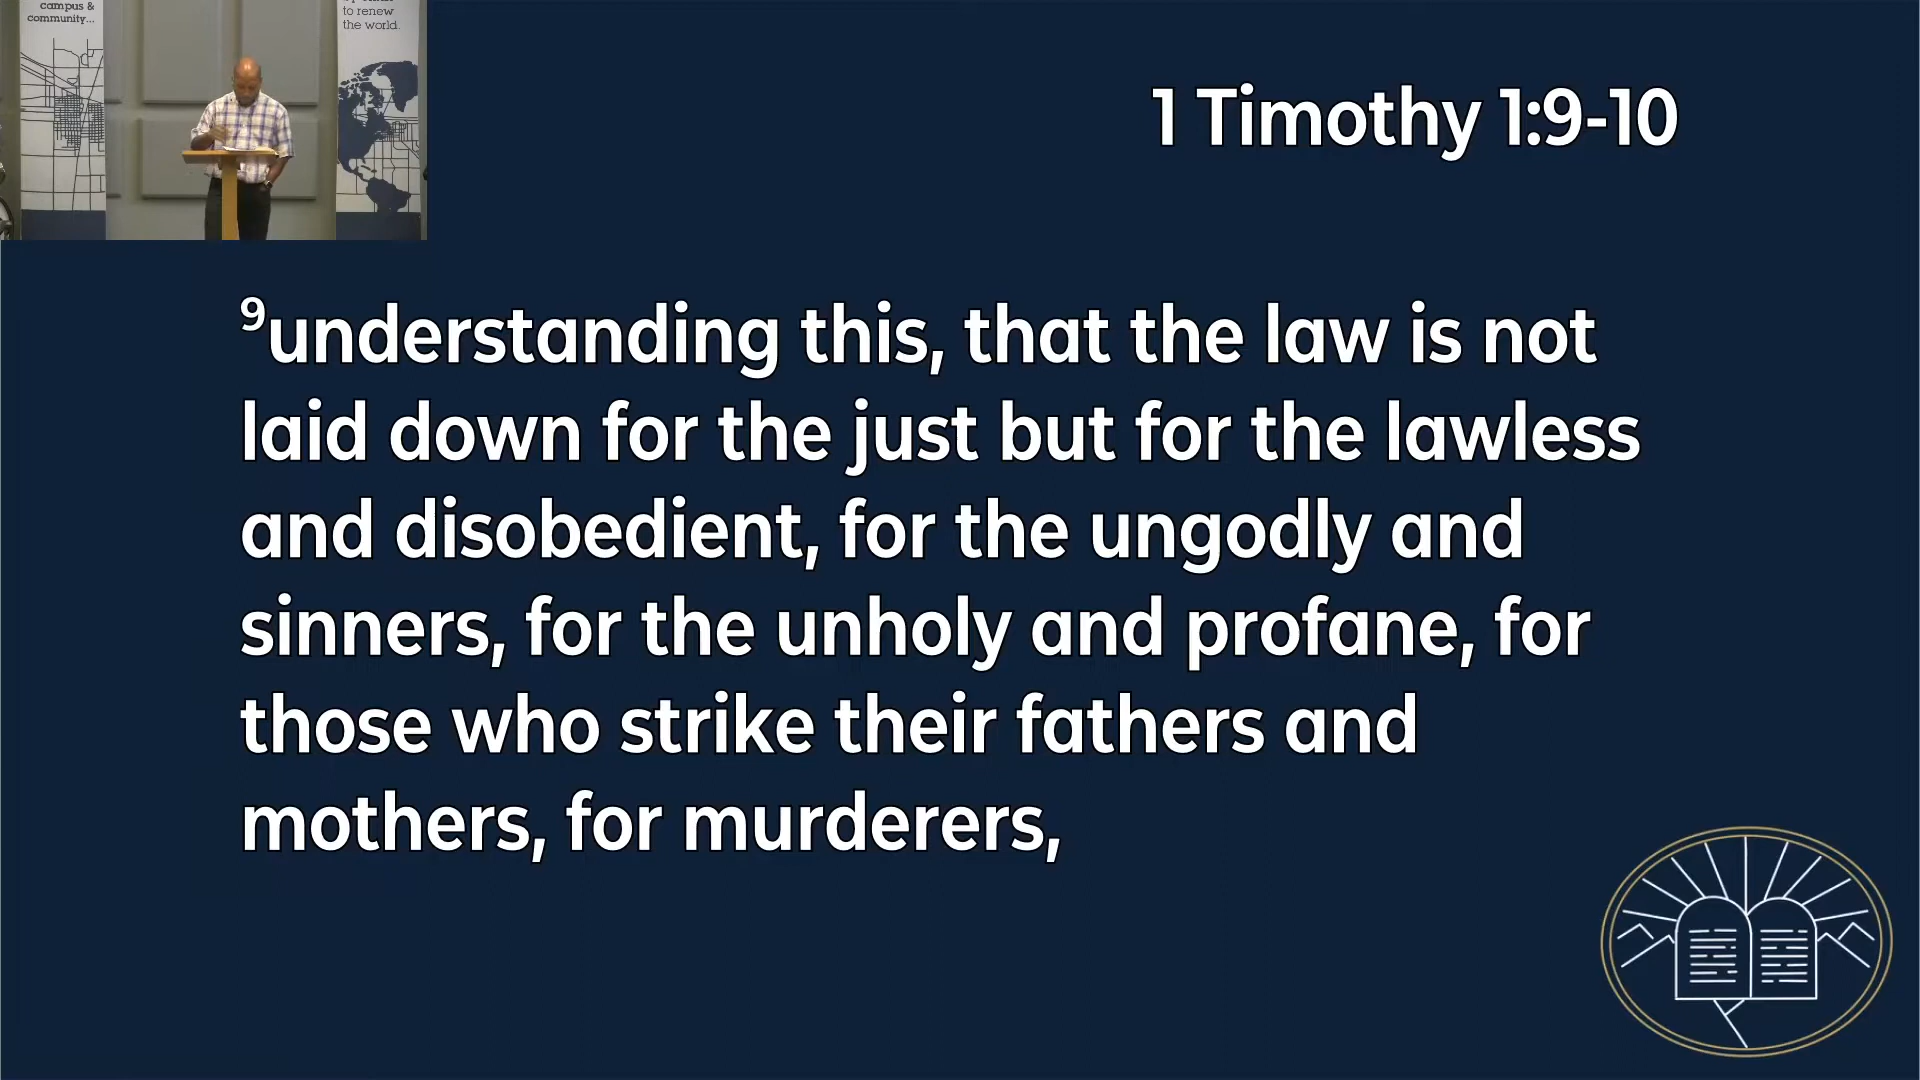 campus &
community...
to renew
the world.
1 Timothy 1:9-10
9understanding this, that the law is not
laid down for the just but for the lawless
and disobedient, for the ungodly and
sinners, for the unholy and profane, for
those who strike their fathers and
mothers, for murderers,